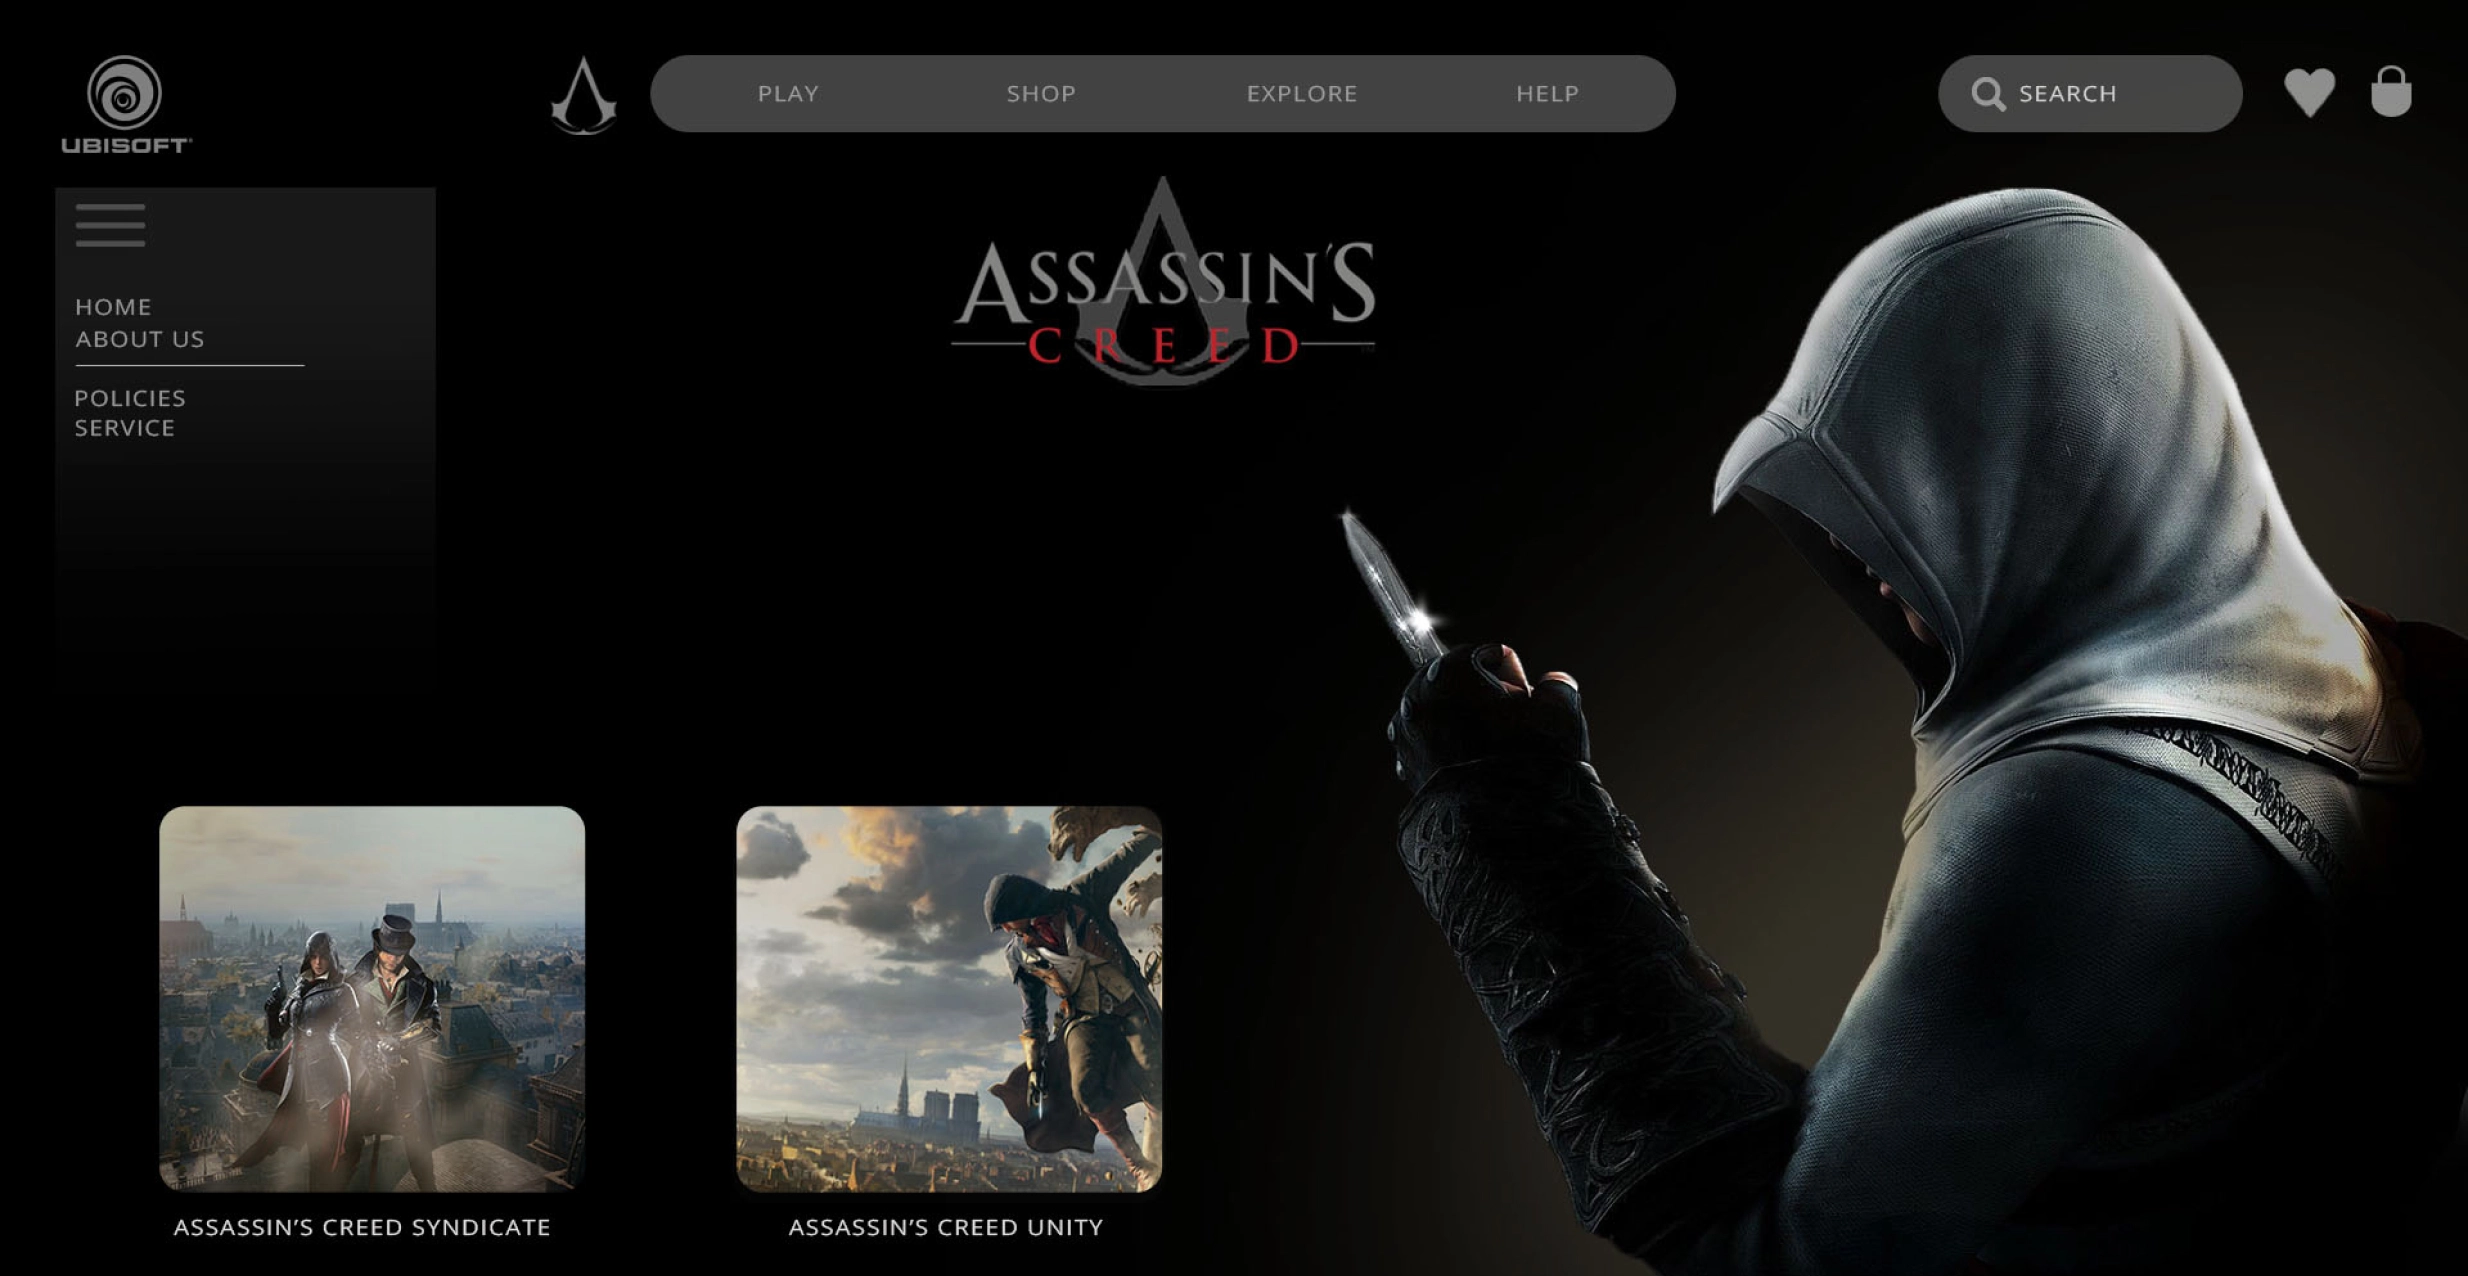 UBISOFT
PLAY
SHOP
EXPLORE
HELP
SEARCH
HOME
ABOUT US
POLICIES
SERVICE
ASSASSIN'S
CREED
ASSASSIN'S CREED SYNDICATE
ASSASSIN'S CREED UNITY